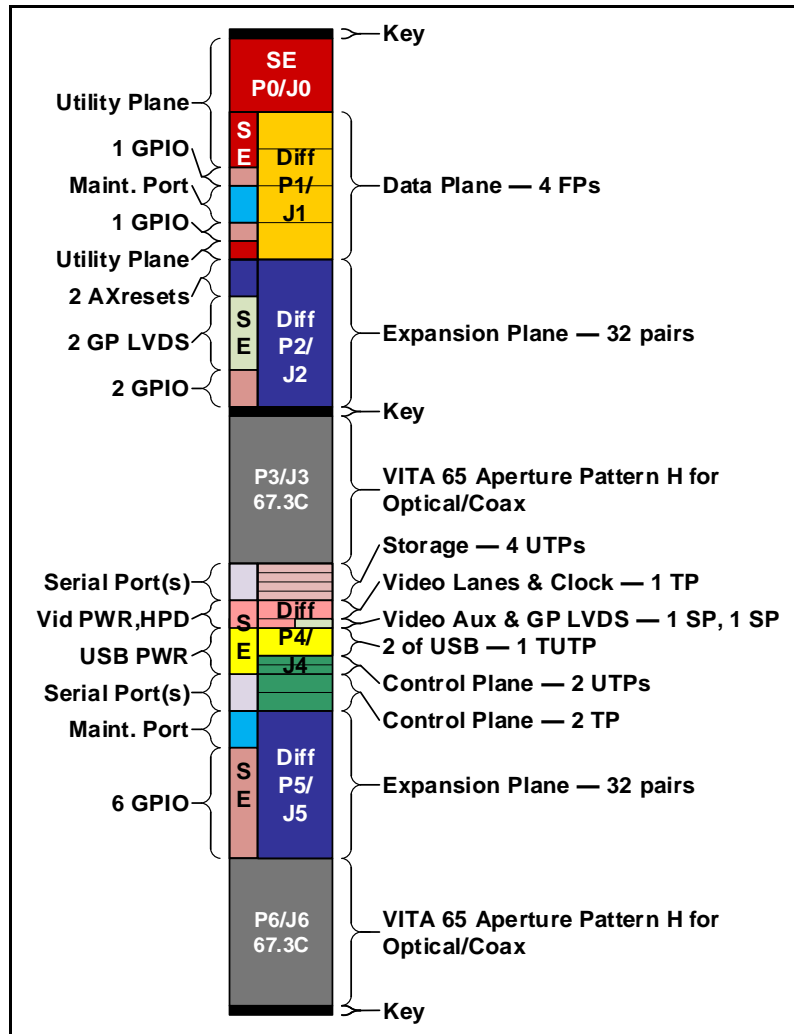 Key
SE
P0/J0
Utility Plane
S
E
1 GPIO
Diff
P1/
J1
Maint. Port
Data Plane — 4 FPs
1 GPIO
Utility Plane
2 AXresets
S
E
Diff
P2/
J2
2 GP LVDS
Expansion Plane — 32 pairs
2 GPIO
Key
P3/J3
67.3C
VITA 65 Aperture Pattern H for
Optical/Coax
Storage — 4 UTPs
Serial Port(s)
Video Lanes & Clock — 1 TP
Vid PWR,HPD
S
E
Diff
P4/
J4
Video Aux & GP LVDS — 1 SP, 1 SP
USB PWR
2 of USB — 1 TUTP
Control Plane — 2 UTPs
Serial Port(s)
Control Plane — 2 TP
Maint. Port
S
E
Diff
P5/
J5
Expansion Plane — 32 pairs
6 GPIO
P6/J6
67.3C
VITA 65 Aperture Pattern H for
Optical/Coax
Key